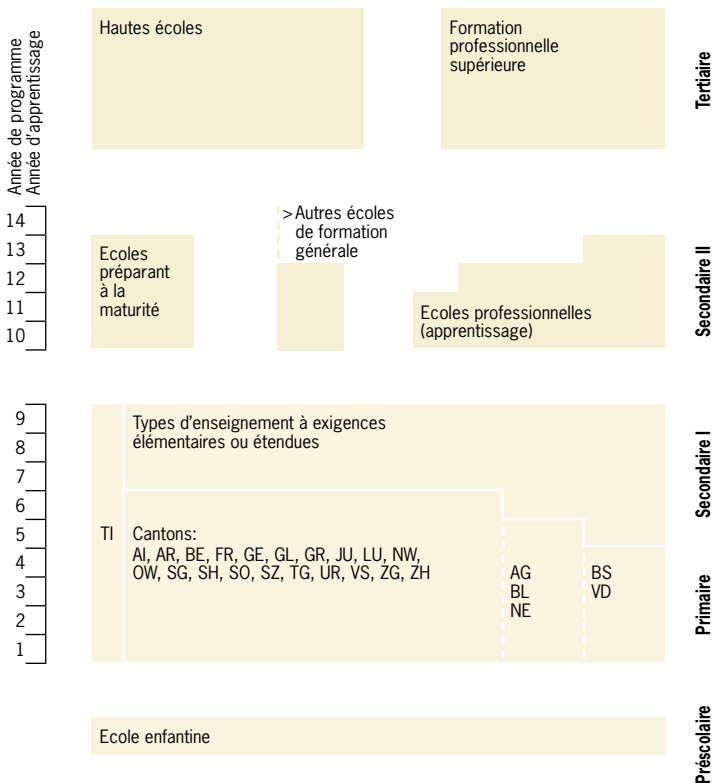 Année de programme
Année d'apprentissage
Hautes écoles
Formation
professionnelle
supérieure
Tertiaire
14
13
12
11
10
Ecoles
préparant
à la
maturité
>Autres écoles
de formation
générale
Ecoles professionnelles
(apprentissage)
Secondaire II
9
8
7
6
5
4
3
2
1
TI
Types d'enseignement à exigences
élémentaires ou étendues
Cantons:
AI, AR, BE, FR, GE, GL, GR, JU, LU, NW,
OW, SG, SH, SO, SZ, TG, UR, VS, ZG, ZH
AG
BL
NE
BS
VD
Secondaire I
Primaire
Ecole enfantine
Préscolaire